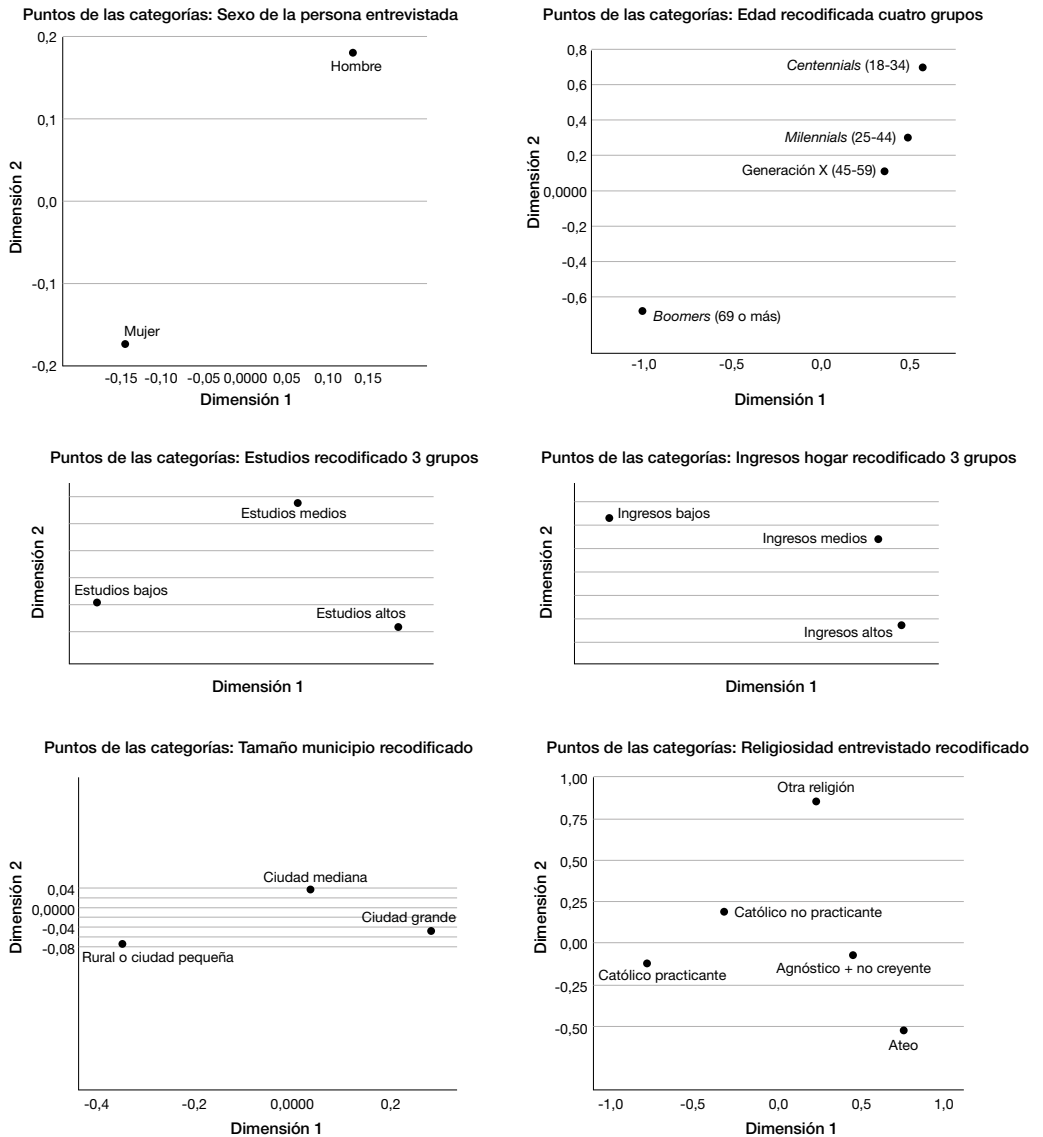 Puntos de las categorías: Sexo de la persona entrevistada
0,2
Hombre
0,1
Dimensión 2
0,0
-0,1
Mujer
-0,2
-0,15 -0,10 -0,05 0,0000 0,05 0,10 0,15
Dimensión 1
Puntos de las categorías: Edad recodificada cuatro grupos
0,8
Centennials (18-34)
0,6
0,4
Milennials (25-44)
0,2
Generación X (45-59)
Dimensión 2
0,0000
-0,2
-0,4
-0,6
Boomers (69 o más)
-1,0 -0,5 0,0 0,5
Dimensión 1
Puntos de las categorías: Estudios recodificado 3 grupos
Estudios medios
Dimensión 2
Estudios bajos
Estudios altos
Dimensión 1
Puntos de las categorías: Ingresos hogar recodificado 3 grupos
Ingresos bajos
Ingresos medios
Dimensión 2
Ingresos altos
Dimensión 1
Puntos de las categorías: Tamaño municipio recodificado
Ciudad mediana
0,04
0,0000
Ciudad grande
-0,04
-0,08
Rural o ciudad pequeña
Dimensión 2
-0,4 -0,2 0,0000 0,2
Dimensión 1
Puntos de las categorías: Religiosidad entrevistado recodificado
1,00
Otra religión
0,75
0,50
0,25
Católico no practicante
Dimensión 2
0,00
Agnóstico + no creyente
Católico practicante
-0,25
-0,50
Ateo
-1,0 -0,5 0,0 0,5 1,0
Dimensión 1